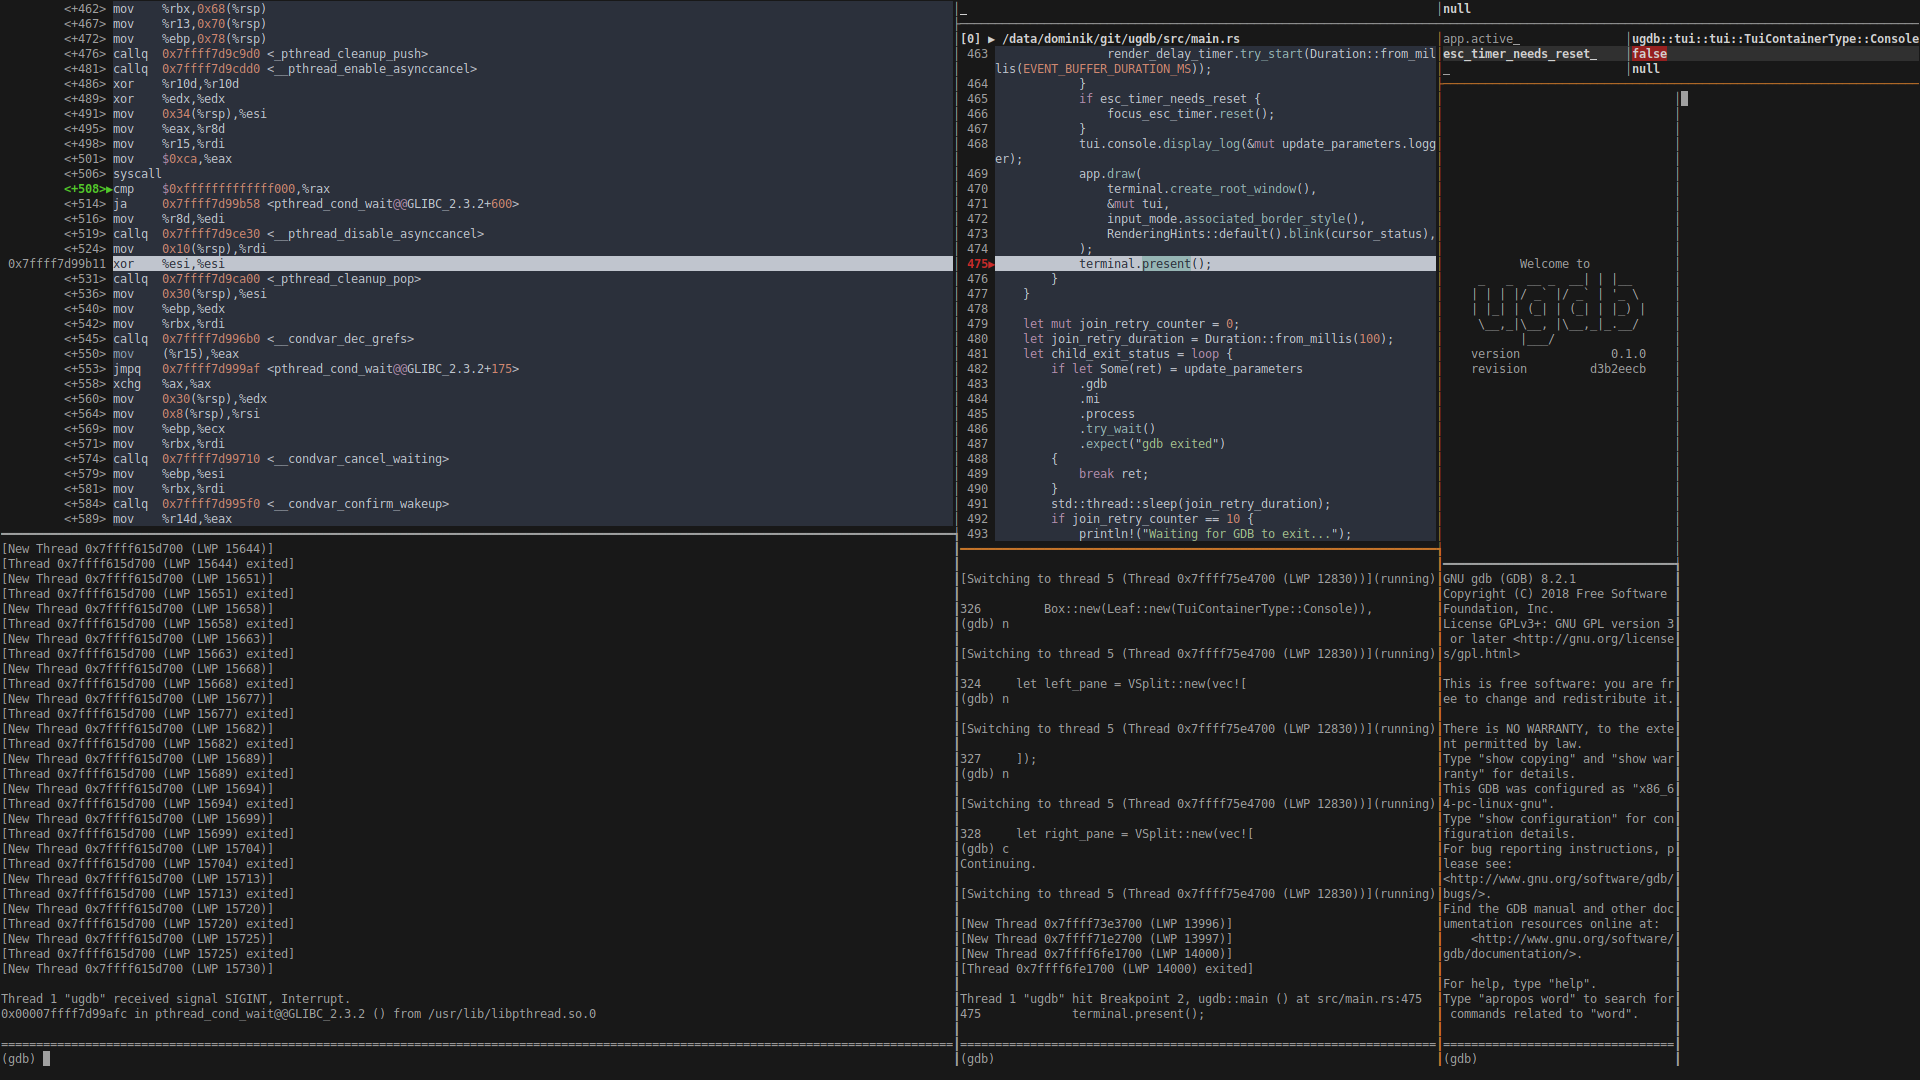 <+462> mov    %rbx,0x68(%rsp)
<+467> mov    %r13,0x70(%rsp)
<+472> mov    %ebp,0x78(%rsp)
<+476> callq  0x7ffff7d9c9d0 <_pthread_cleanup_push>
<+481> callq  0x7ffff7d9cdd0 <__pthread_enable_asynccancel>
<+486> xor    %r10d,%r10d
<+489> xor    %edx,%edx
<+491> mov    0x34(%rsp),%esi
<+495> mov    %eax,%r8d
<+498> mov    %r15,%rdi
<+501> mov    $0xca,%eax
<+506> syscall
<+508>▶cmp    $0xfffffffffffff000,%rax
<+514> ja     0x7ffff7d99b58 <pthread_cond_wait@@GLIBC_2.3.2+600>
<+516> mov    %r8d,%edi
<+519> callq  0x7ffff7d9ce30 <__pthread_disable_asynccancel>
<+524> mov    0x10(%rsp),%rdi
0x7ffff7d99b11 xor    %esi,%esi
<+531> callq  0x7ffff7d9ca00 <_pthread_cleanup_pop>
<+536> mov    0x30(%rsp),%esi
<+540> mov    %ebp,%edx
<+542> mov    %rbx,%rdi
<+545> callq  0x7ffff7d996b0 <__condvar_dec_grefs>
<+550> mov    (%r15),%eax
<+553> jmpq   0x7ffff7d999af <pthread_cond_wait@@GLIBC_2.3.2+175>
<+558> xchg   %ax,%ax
<+560> mov    0x30(%rsp),%edx
<+564> mov    0x8(%rsp),%rsi
<+569> mov    %ebp,%ecx
<+571> mov    %rbx,%rdi
<+574> callq  0x7ffff7d99710 <__condvar_cancel_waiting>
<+579> mov    %ebp,%esi
<+581> mov    %rbx,%rdi
<+584> callq  0x7ffff7d995f0 <__condvar_confirm_wakeup>
<+589> mov    %r14d,%eax
[New Thread 0x7ffff615d700 (LWP 15644)]
[Thread 0x7ffff615d700 (LWP 15644) exited]
[New Thread 0x7ffff615d700 (LWP 15651)]
[Thread 0x7ffff615d700 (LWP 15651) exited]
[New Thread 0x7ffff615d700 (LWP 15658)]
[Thread 0x7ffff615d700 (LWP 15658) exited]
[New Thread 0x7ffff615d700 (LWP 15663)]
[Thread 0x7ffff615d700 (LWP 15663) exited]
[New Thread 0x7ffff615d700 (LWP 15668)]
[Thread 0x7ffff615d700 (LWP 15668) exited]
[New Thread 0x7ffff615d700 (LWP 15677)]
[Thread 0x7ffff615d700 (LWP 15677) exited]
[New Thread 0x7ffff615d700 (LWP 15682)]
[Thread 0x7ffff615d700 (LWP 15682) exited]
[New Thread 0x7ffff615d700 (LWP 15689)]
[Thread 0x7ffff615d700 (LWP 15689) exited]
[New Thread 0x7ffff615d700 (LWP 15694)]
[Thread 0x7ffff615d700 (LWP 15694) exited]
[New Thread 0x7ffff615d700 (LWP 15699)]
[Thread 0x7ffff615d700 (LWP 15699) exited]
[New Thread 0x7ffff615d700 (LWP 15704)]
[Thread 0x7ffff615d700 (LWP 15704) exited]
[New Thread 0x7ffff615d700 (LWP 15713)]
[Thread 0x7ffff615d700 (LWP 15713) exited]
[New Thread 0x7ffff615d700 (LWP 15720)]
[Thread 0x7ffff615d700 (LWP 15720) exited]
[New Thread 0x7ffff615d700 (LWP 15725)]
[Thread 0x7ffff615d700 (LWP 15725) exited]
[New Thread 0x7ffff615d700 (LWP 15730)]
Thread 1 "ugdb" received signal SIGINT, Interrupt.
0x00007ffff7d99afc in pthread_cond_wait@@GLIBC_2.3.2 () from /usr/lib/libpthread.so.0
(gdb)
_ null
[0] ▶ /data/dominik/git/ugdb/src/main.rs
463                 render_delay_timer.try_start(Duration::from_mil
lis(EVENT_BUFFER_DURATION_MS));
464             }
465             if esc_timer_needs_reset {
466                 focus_esc_timer.reset();
467             }
468             tui.console.display_log(&mut update_parameters.logg
er);
469             app.draw(
470                 terminal.create_root_window(),
471                 &mut tui,
472                 input_mode.associated_border_style(),
473                 RenderingHints::default().blink(cursor_status),
474             );
475▶            terminal.present();
476         }
477     }
478
479     let mut join_retry_counter = 0;
480     let join_retry_duration = Duration::from_millis(100);
481     let child_exit_status = loop {
482         if let Some(ret) = update_parameters
483             .gdb
484             .mi
485             .process
486             .try_wait()
487             .expect("gdb exited")
488         {
489             break ret;
490         }
491         std::thread::sleep(join_retry_duration);
492         if join_retry_counter == 10 {
493             println!("Waiting for GDB to exit...");
[Switching to thread 5 (Thread 0x7ffff75e4700 (LWP 12830))](running)
326         Box::new(Leaf::new(TuiContainerType::Console)),
(gdb) n
[Switching to thread 5 (Thread 0x7ffff75e4700 (LWP 12830))](running)
324     let left_pane = VSplit::new(vec![
(gdb) n
[Switching to thread 5 (Thread 0x7ffff75e4700 (LWP 12830))](running)
327     ]);
(gdb) n
[Switching to thread 5 (Thread 0x7ffff75e4700 (LWP 12830))](running)
328     let right_pane = VSplit::new(vec![
(gdb) c
Continuing.
[Switching to thread 5 (Thread 0x7ffff75e4700 (LWP 12830))](running)
[New Thread 0x7ffff73e3700 (LWP 13996)]
[New Thread 0x7ffff71e2700 (LWP 13997)]
[New Thread 0x7ffff6fe1700 (LWP 14000)]
[Thread 0x7ffff6fe1700 (LWP 14000) exited]
Thread 1 "ugdb" hit Breakpoint 2, ugdb::main () at src/main.rs:475
475             terminal.present();
(gdb)
app.active_ ugdb::tui::tui::TuiContainerType::Console
esc_timer_needs_reset_ false
_ null
Welcome to
ugdb
version 0.1.0
revision d3b2eecb
GNU gdb (GDB) 8.2.1
Copyright (C) 2018 Free Software
Foundation, Inc.
License GPLv3+: GNU GPL version 3
 or later <http://gnu.org/license
s/gpl.html>
This is free software: you are fr
ee to change and redistribute it.
There is NO WARRANTY, to the exte
nt permitted by law.
Type "show copying" and "show war
ranty" for details.
This GDB was configured as "x86_6
4-pc-linux-gnu".
Type "show configuration" for con
figuration details.
For bug reporting instructions, p
lease see:
<http://www.gnu.org/software/gdb/
bugs/>.
Find the GDB manual and other doc
umentation resources online at:
    <http://www.gnu.org/software/
gdb/documentation/>.
For help, type "help".
Type "apropos word" to search for
 commands related to "word".
(gdb)